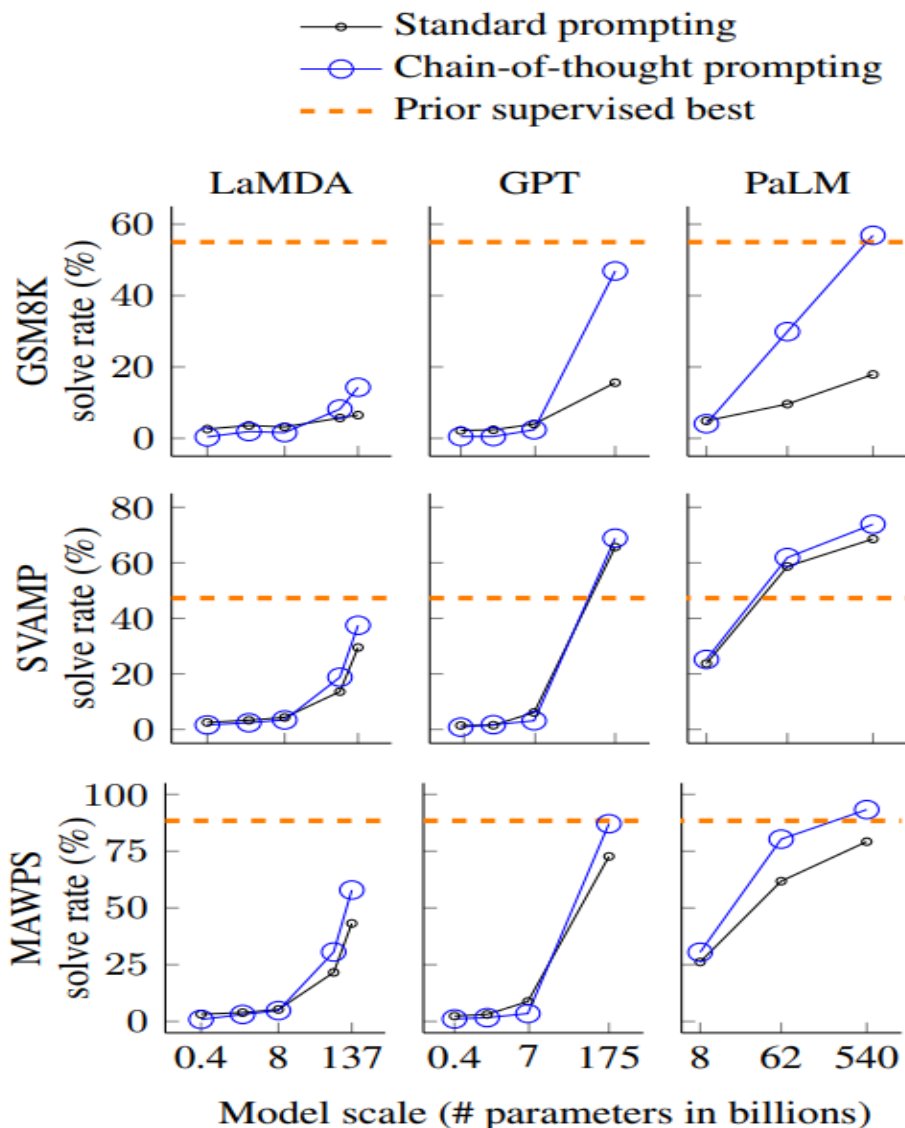 Standard prompting
Chain-of-thought prompting
Prior supervised best
LaMDA GPT PaLM
GSM8K
solve rate (%)
60
40
20
0
SVAMP
solve rate (%)
80
60
40
20
0
MAWPS
solve rate (%)
100
75
50
25
0
0.4 8 137 0.4 7 175 8 62 540
Model scale (# parameters in billions)